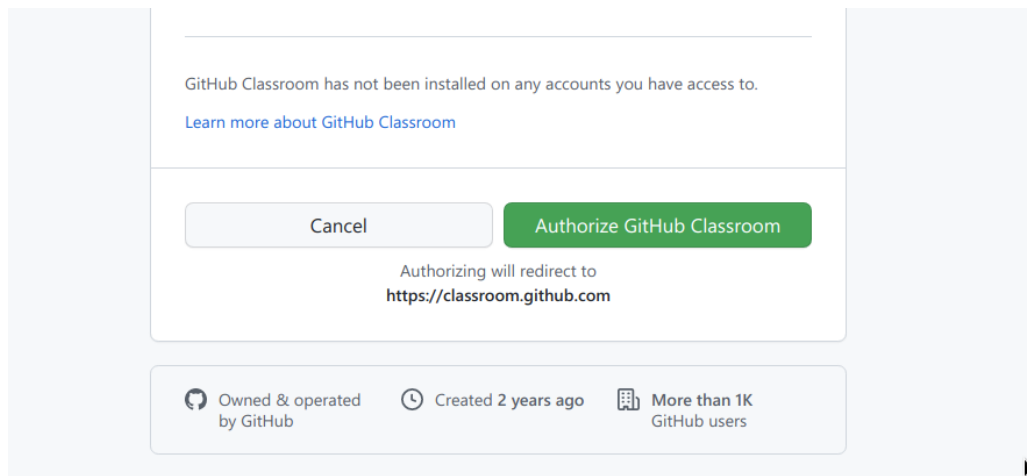 GitHub Classroom has not been installed on any accounts you have access to.
Learn more about GitHub Classroom
Cancel
Authorize GitHub Classroom
Authorizing will redirect to
https://classroom.github.com
Owned & operated
by GitHub
Created 2 years ago
More than 1K
GitHub users